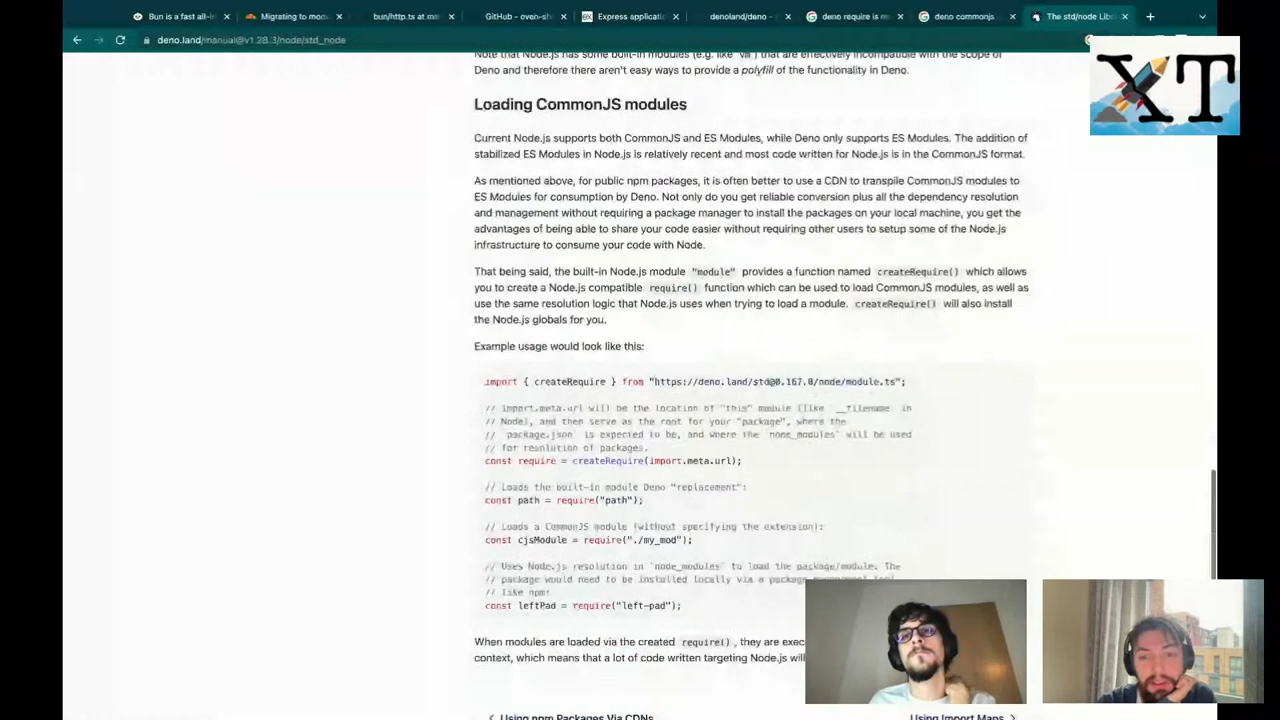 Bun is a fast all-i
Migrating to mod
bun/http.ts at ma
GitHub - oven-sh
Express application
denoland/deno -
deno require is n
deno commonjs
The std/node Lib
deno.land/manual@v1.28.3/node/std_node
XT
Note that Node.js has some built-in modules (e.g. like `vm`) that are effectively incompatible with the scope of
Deno and therefore there aren't easy ways to provide a polyfill of the functionality in Deno.
Loading CommonJS modules
Current Node.js supports both CommonJS and ES Modules, while Deno only supports ES Modules. The addition of
stabilized ES Modules in Node.js is relatively recent and most code written for Node.js is in the CommonJS format.
As mentioned above, for public npm packages, it is often better to use a CDN to transpile CommonJS modules to
ES Modules for consumption by Deno. Not only do you get reliable conversion plus all the dependency resolution
and management without requiring a package manager to install the packages on your local machine, you get the
advantages of being able to share your code easier without requiring other users to setup some of the Node.js
infrastructure to consume your code with Node.
That being said, the built-in Node.js module "module" provides a function named createRequire() which allows
you to create a Node.js compatible require() function which can be used to load CommonJS modules, as well as
use the same resolution logic that Node.js uses when trying to load a module. createRequire() will also install
the Node.js globals for you.
Example usage would look like this:
import { createRequire } from "https://deno.land/std@0.167.0/node/module.ts";
// import.meta.url will be the location of "this" module (like `__filename` in
// Node), and then serve as the root for your "package", where the
// `package.json` is expected to be, and where the `node_modules` will be used
// for resolution of packages.
const require = createRequire(import.meta.url);
// Loads the built-in module Deno "replacement":
const path = require("path");
// Loads a CommonJS module (without specifying the extension):
const cjsModule = require("./my_mod");
// Uses Node.js resolution in `node_modules` to load the package/module. The
// package would need to be installed locally via a package management tool
// like npm:
const leftPad = require("left-pad");
When modules are loaded via the created require(), they are exec
context, which means that a lot of code written targeting Node.js will
Using npm Packages Via CDNs
Using Import Maps